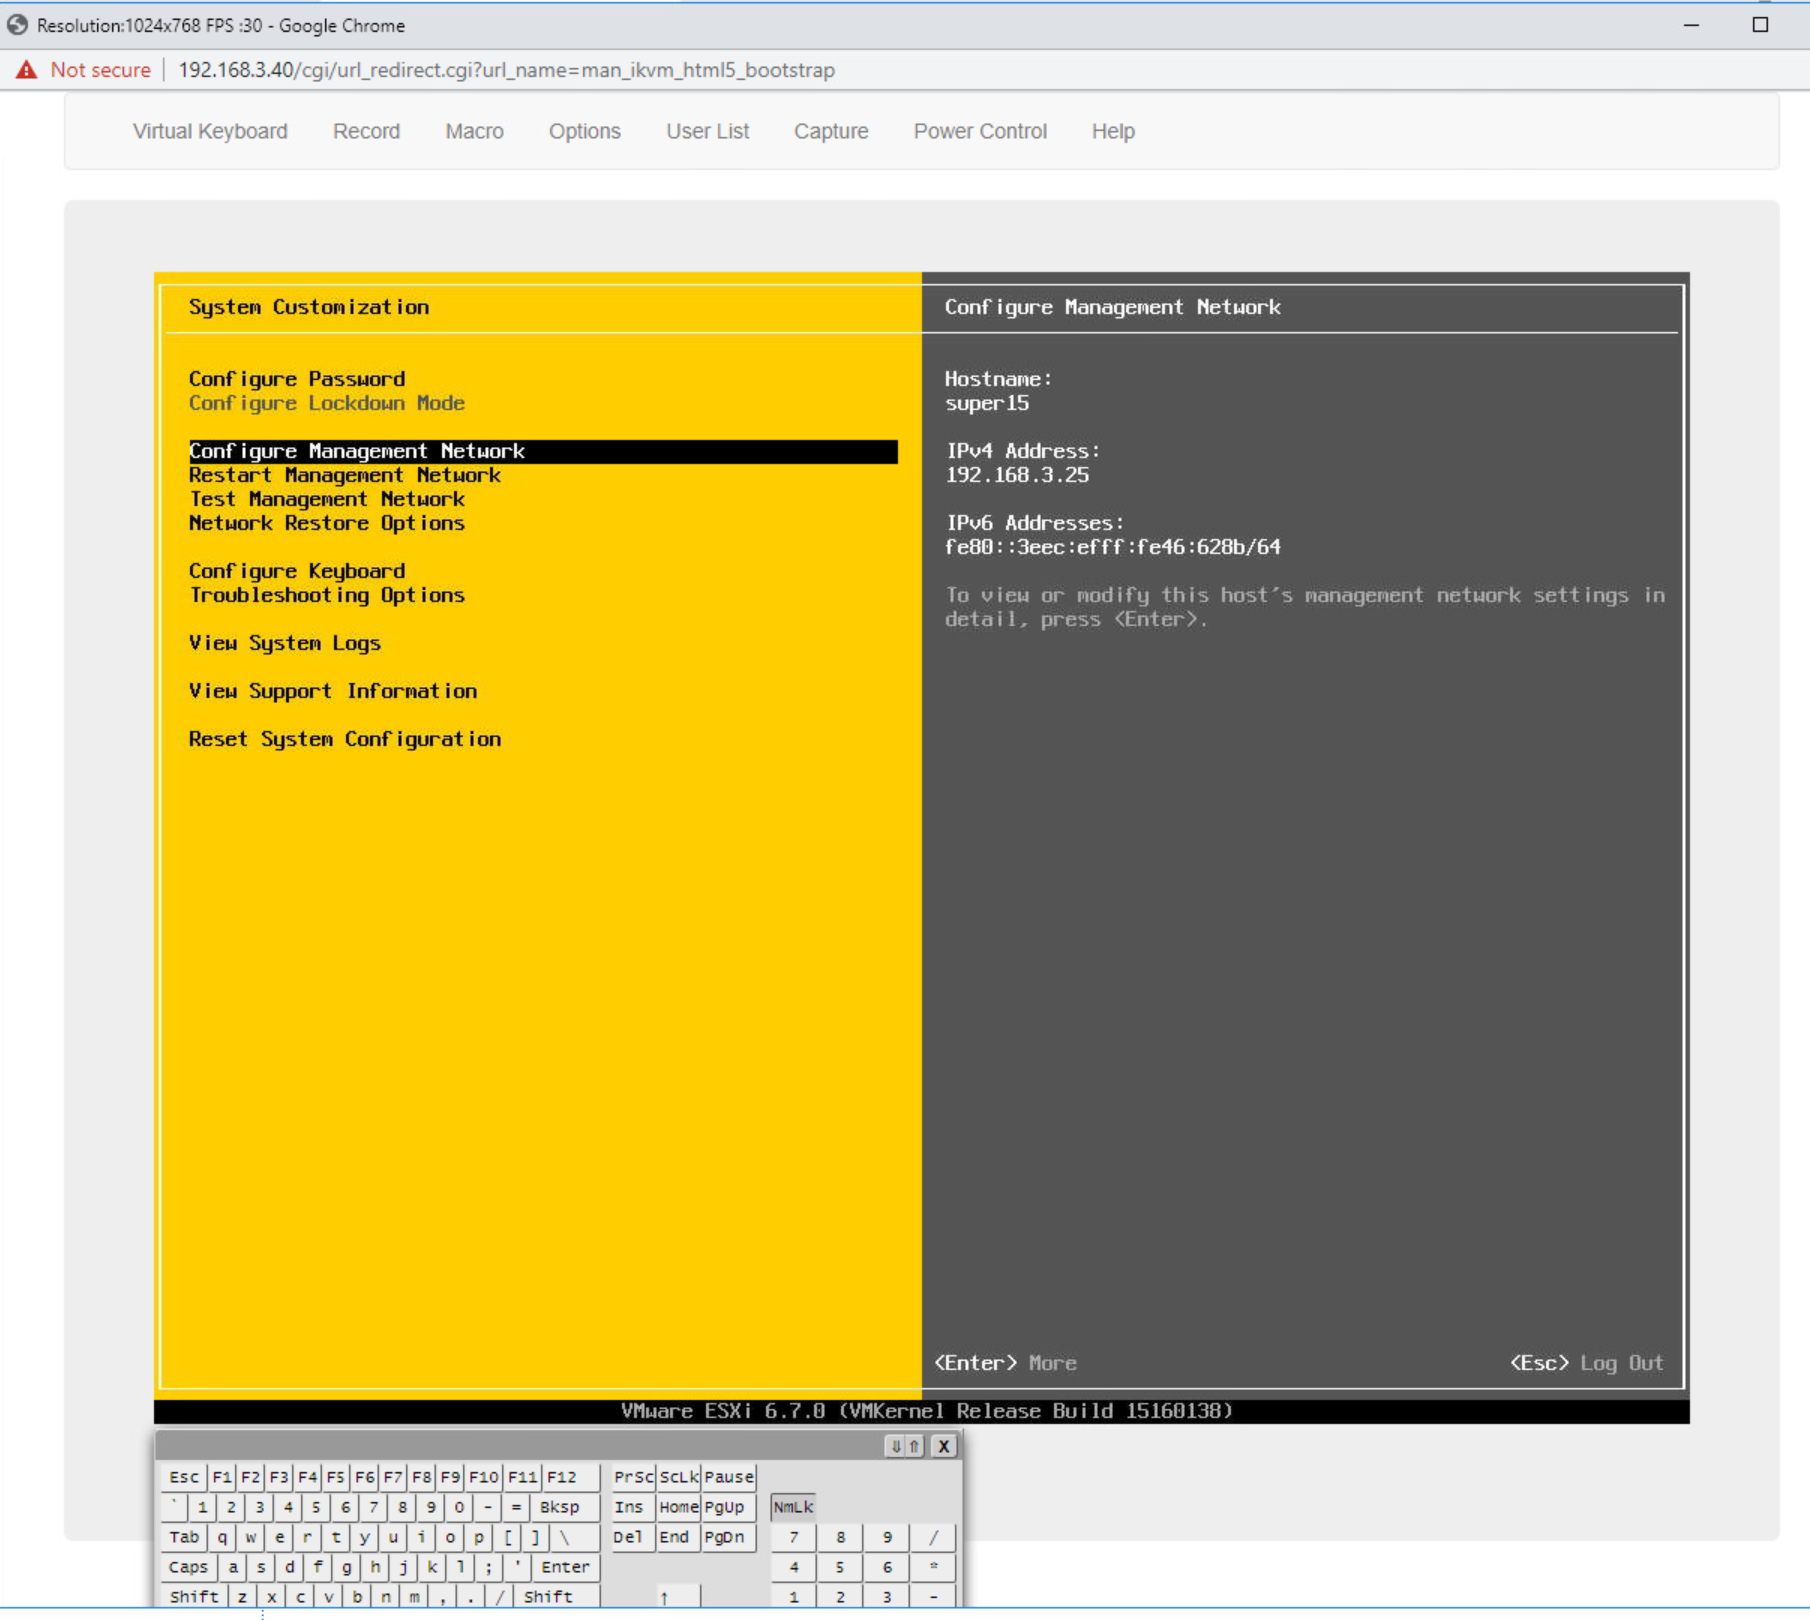 Resolution:1024x768 FPS :30 - Google Chrome
Not secure 192.168.3.40/cgi/url_redirect.cgi?url_name=man_ikvm_html5_bootstrap
Virtual Keyboard Record Macro Options User List Capture Power Control Help
System Customization
Configure Password
Configure Lockdown Mode
Configure Management Network
Restart Management Network
Test Management Network
Network Restore Options
Configure Keyboard
Troubleshooting Options
View System Logs
View Support Information
Reset System Configuration
Configure Management Network
Hostname:
super15
IPv4 Address:
192.168.3.25
IPv6 Addresses:
fe80::3eec:efff:fe46:628b/64
To view or modify this host's management network settings in
detail, press <Enter>.
<Enter> More <Esc> Log Out
VMware ESXi 6.7.0 (VMKernel Release Build 15160138)
⇓ ⇑ X
Esc F1 F2 F3 F4 F5 F6 F7 F8 F9 F10 F11 F12 PrSc ScLk Pause
` 1 2 3 4 5 6 7 8 9 0 - = Bksp Ins Home PgUp NmLk
Tab q w e r t y u i o p [ ] \ Del End PgDn 7 8 9 /
Caps a s d f g h j k l ; ' Enter 4 5 6 *
Shift z x c v b n m , . / Shift ↑ 1 2 3 -